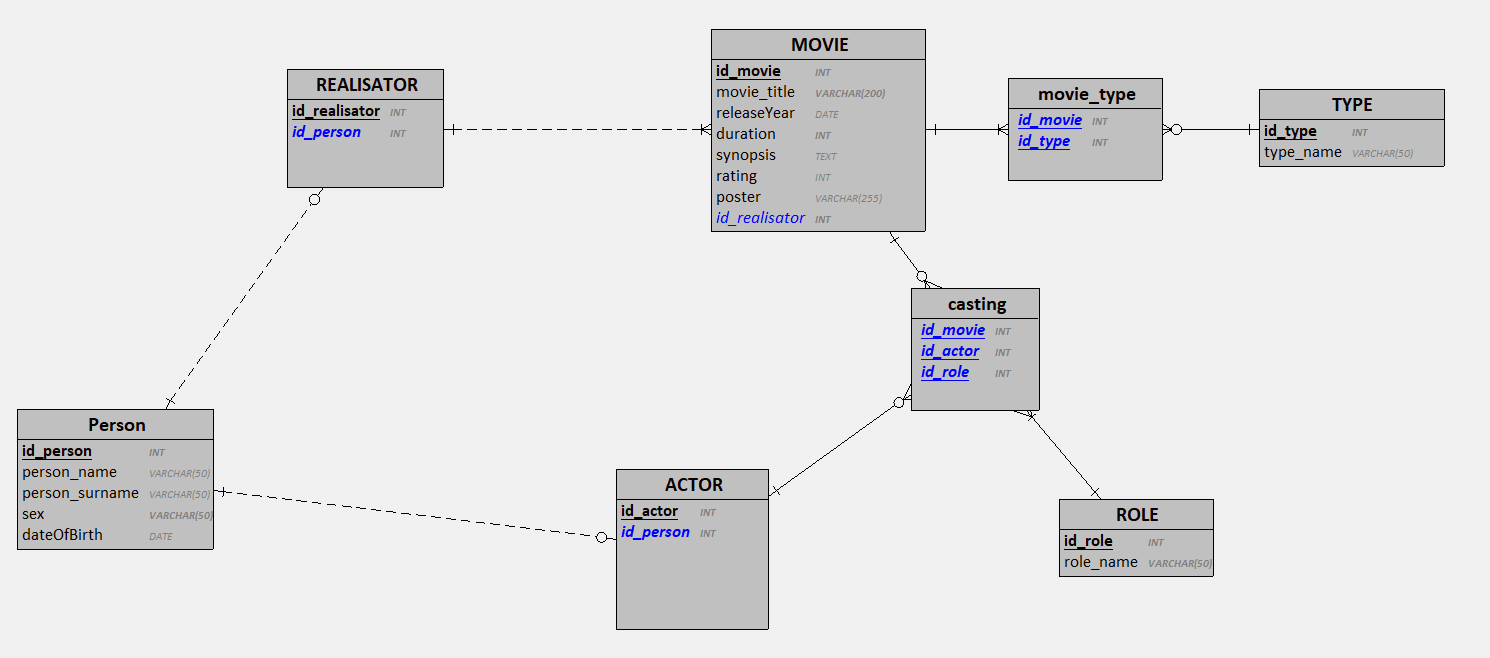 REALISATOR
id_realisator INT
id_person INT
MOVIE
id_movie INT
movie_title VARCHAR(200)
releaseYear DATE
duration INT
synopsis TEXT
rating INT
poster VARCHAR(255)
id_realisator INT
movie_type
id_movie INT
id_type INT
TYPE
id_type INT
type_name VARCHAR(50)
casting
id_movie INT
id_actor INT
id_role INT
Person
id_person INT
person_name VARCHAR(50)
person_surname VARCHAR(50)
sex VARCHAR(50)
dateOfBirth DATE
ACTOR
id_actor INT
id_person INT
ROLE
id_role INT
role_name VARCHAR(50)